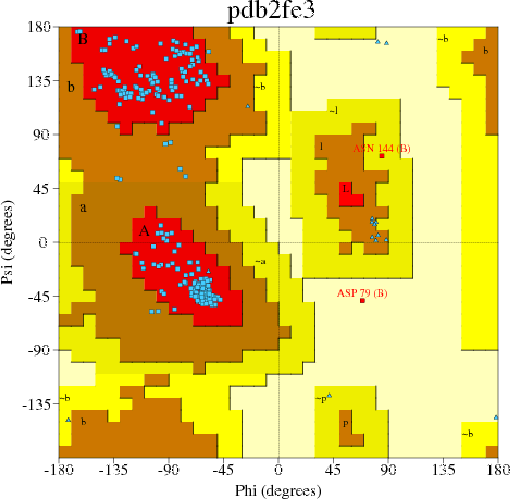 pdb2fe3
180
B
~b
b
b
135
~b
~l
90
l
ASN 144 (B)
45
L
a
A
0
~a
-45
ASP 79 (B)
-90
-135
~b
~p
b
p
~b
-180
-135
-90
-45
0
45
90
135
180
Psi (degrees)
Phi (degrees)